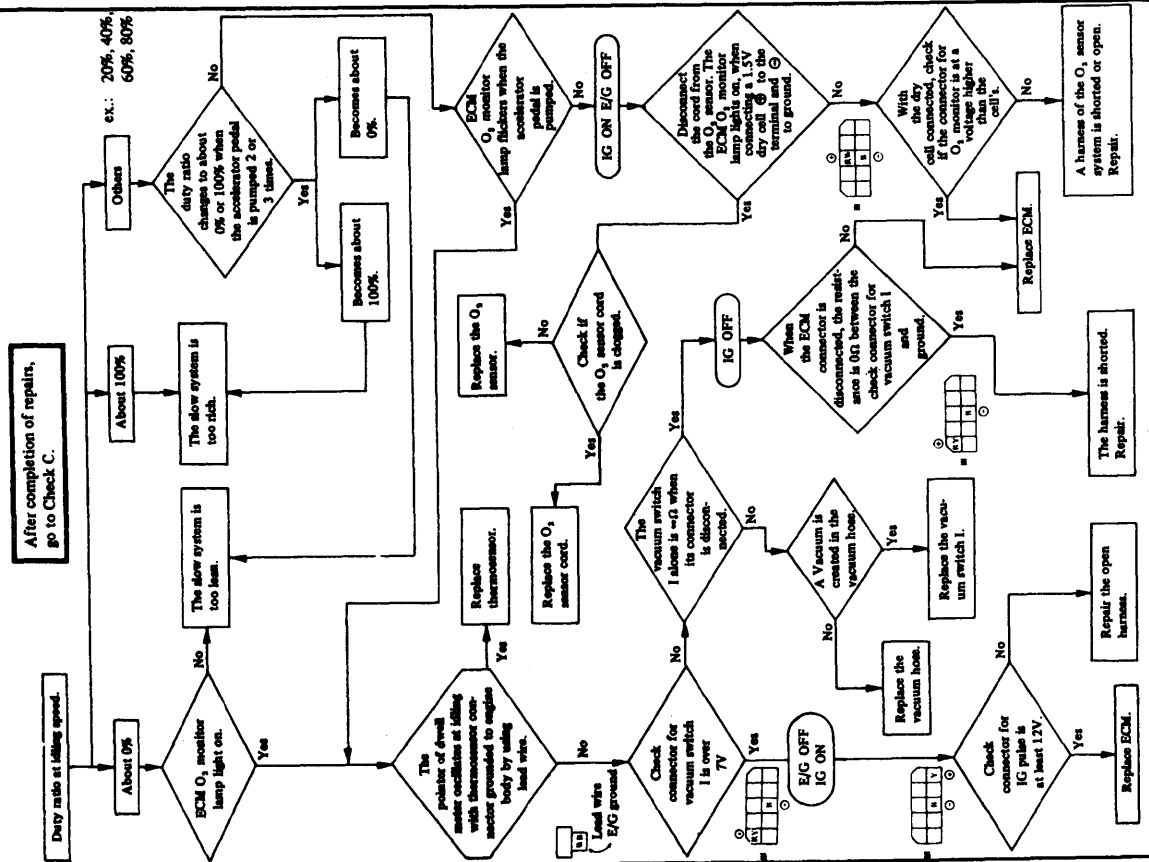 After completion of repairs,
go to Check C.
Duty ratio at idling speed.
About 0%
About 100%
Others
ex.: 20%, 40%,
60%, 80%
ECM O₂ monitor
lamp light on.
No
Yes
The slow system is
too lean.
The slow system is
too rich.
The
duty ratio
changes to about
0% or 100% when
the accelerator pedal
is pumped 2 or
3 times.
No
Yes
Becomes about
100%.
Becomes about
0%.
ECM
O₂ monitor
lamp flickers when the
accelerator
pedal is
pumped.
Yes
No
IG ON E/G OFF
Disconnect
the cord from
the O₂ sensor. The
ECM O₂ monitor
lamp lights on, when
connecting a 1.5V
dry cell ⊕ to the
terminal and ⊖
to ground.
Yes
No
With
the dry
cell connected, check
if the connector for
O₂ monitor is at a
voltage higher
than the
cell's.
Yes
No
A harness of the O₂ sensor
system is shorted or open.
Repair.
Replace ECM.
Check if
the O₂ sensor cord
is clogged.
No
Yes
Replace the O₂
sensor.
Replace the O₂
sensor cord.
The
pointer of dwell
meter oscillates at idling
with thermosensor con-
nector grounded to engine
body by using
lead wire.
Yes
No
Replace
thermosensor.
Lead wire
E/G ground
Check
connector for
vacuum switch
I is over
7V
No
Yes
The
vacuum switch
I alone is ∞Ω when
its connector
is discon-
nected.
Yes
No
IG OFF
When
the ECM
connector is
disconnected, the resist-
ance is 0Ω between the
check connector for
vacuum switch I
and
ground.
No
Yes
The harness is shorted.
Repair.
A Vacuum is
created in the
vacuum hose.
No
Yes
Replace the
vacuum hose.
Replace the vacu-
um switch I.
E/G OFF
IG ON
Check
connector for
IG pulse is
at least 12V.
No
Yes
Repair the open
harness.
Replace ECM.
RY
B
RY
B
Y
B
B